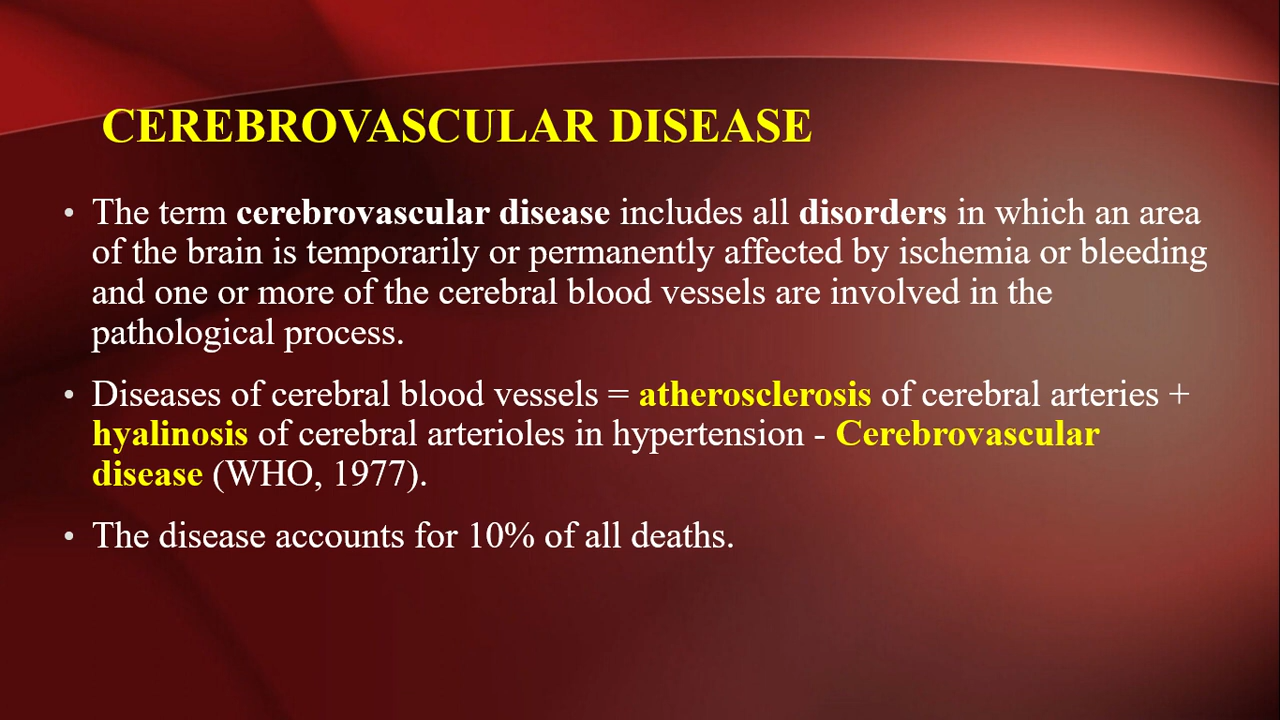 CEREBROVASCULAR DISEASE
• The term cerebrovascular disease includes all disorders in which an area
of the brain is temporarily or permanently affected by ischemia or bleeding
and one or more of the cerebral blood vessels are involved in the
pathological process.
• Diseases of cerebral blood vessels = atherosclerosis of cerebral arteries +
hyalinosis of cerebral arterioles in hypertension - Cerebrovascular
disease (WHO, 1977).
• The disease accounts for 10% of all deaths.